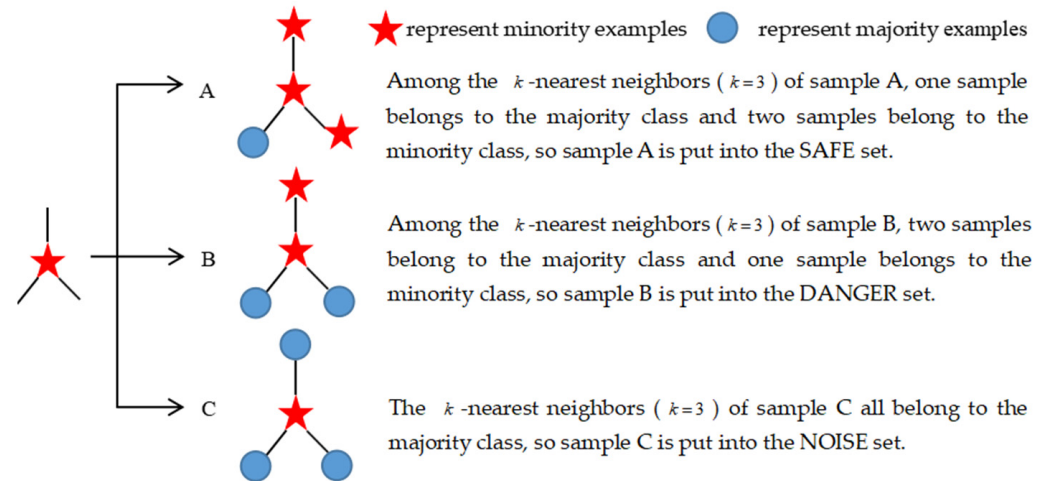 represent minority examples represent majority examples
A
Among the k-nearest neighbors (k=3) of sample A, one sample
belongs to the majority class and two samples belong to the
minority class, so sample A is put into the SAFE set.
B
Among the k-nearest neighbors (k=3) of sample B, two samples
belong to the majority class and one sample belongs to the
minority class, so sample B is put into the DANGER set.
C
The k-nearest neighbors (k=3) of sample C all belong to the
majority class, so sample C is put into the NOISE set.